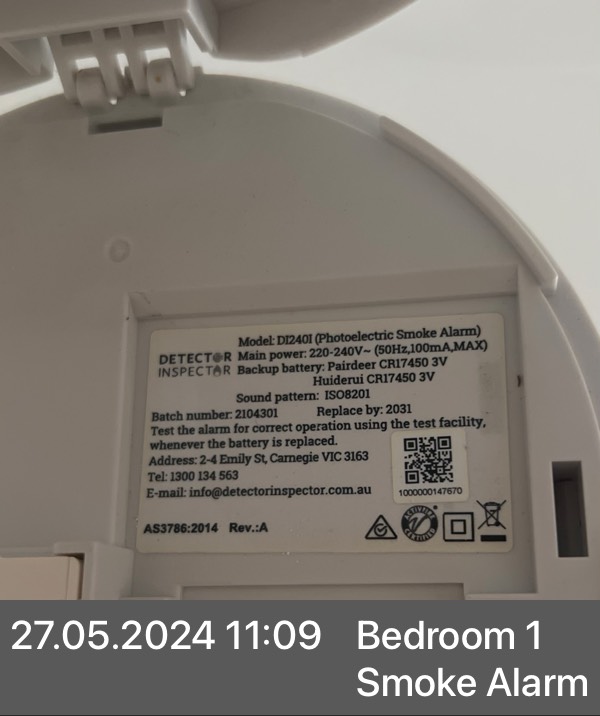 Model: DI240I (Photoelectric Smoke Alarm)
DETECTOR INSPECTOR
Main power: 220-240V~ (50Hz,100mA,MAX)
Backup battery: Pairdeer CR17450 3V
Huiderui CR17450 3V
Sound pattern: ISO8201
Batch number: 2104301 Replace by: 2031
Test the alarm for correct operation using the test facility,
whenever the battery is replaced.
Address: 2-4 Emily St, Carnegie VIC 3163
Tel: 1300 134 563
E-mail: info@detectorinspector.com.au
1000000147670
AS3786:2014 Rev.:A
27.05.2024 11:09 Bedroom 1
Smoke Alarm